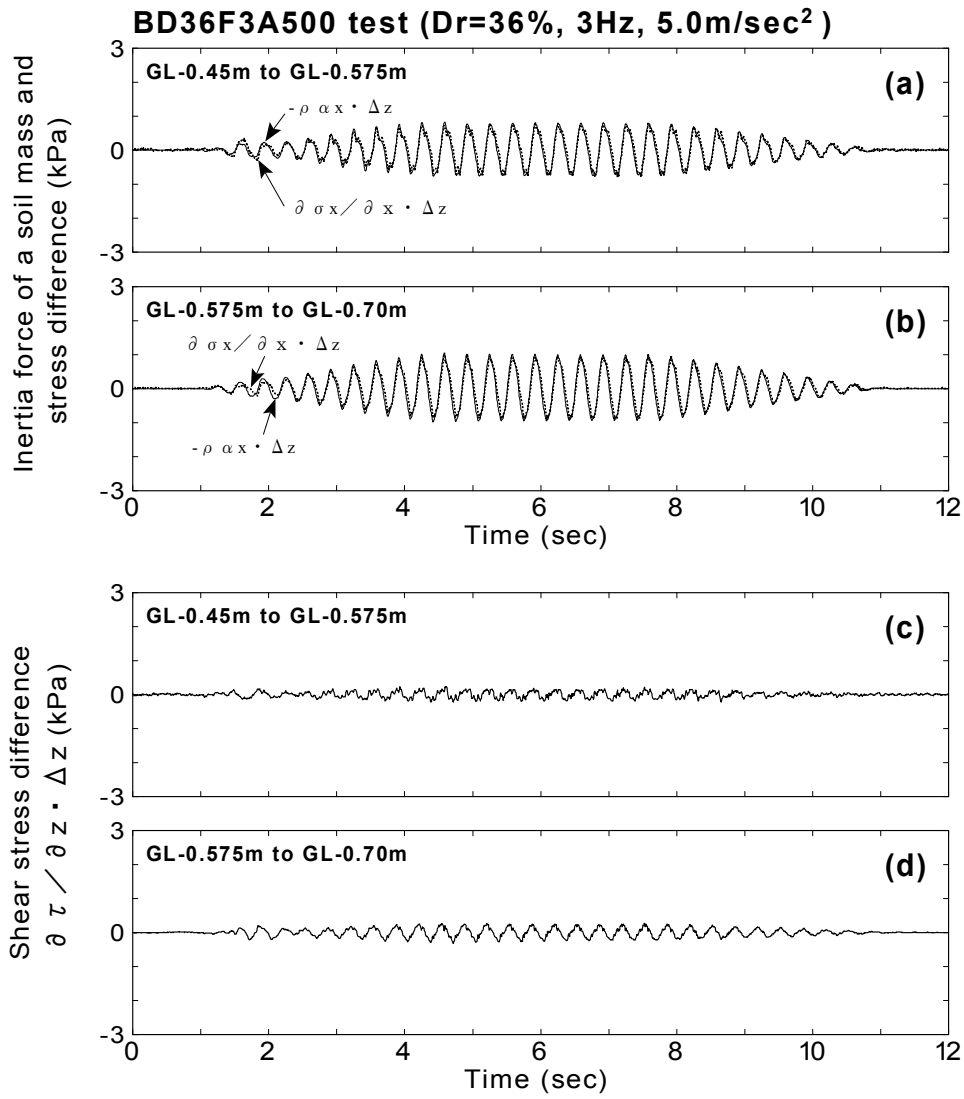 BD36F3A500 test (Dr=36%, 3Hz, 5.0m/sec² )
Inertia force of a soil mass and
stress difference (kPa)
3
GL-0.45m to GL-0.575m
(a)
-ρ αx・Δz
0
∂ σx／∂ x・Δz
-3
3
GL-0.575m to GL-0.70m
(b)
∂ σx／∂ x・Δz
0
-ρ αx・Δz
-3
0 2 4 6 8 10 12
Time (sec)
Shear stress difference
∂ τ ／∂z・Δz (kPa)
3
GL-0.45m to GL-0.575m
(c)
0
-3
3
GL-0.575m to GL-0.70m
(d)
0
-3
0 2 4 6 8 10 12
Time (sec)